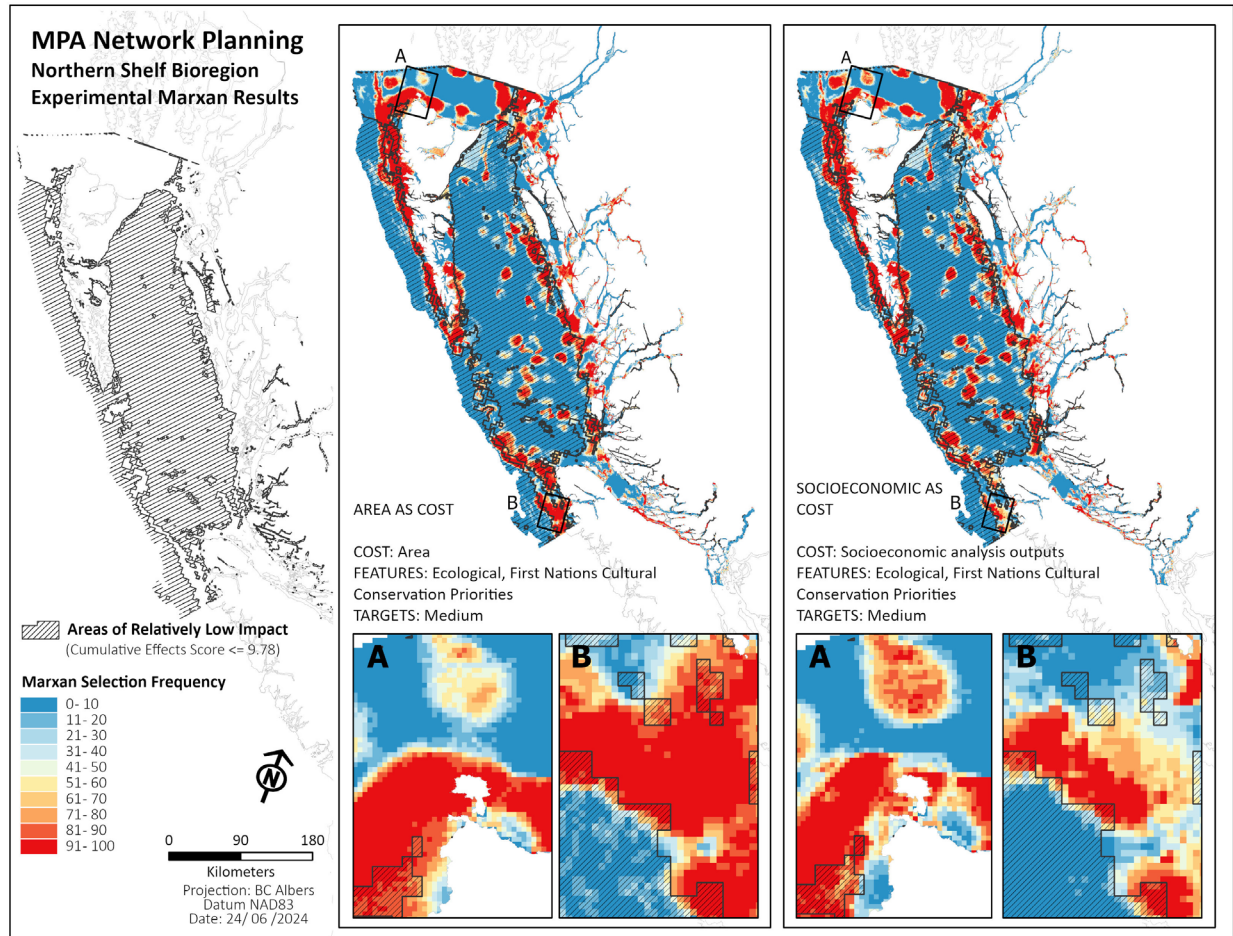 MPA Network Planning
Northern Shelf Bioregion
Experimental Marxan Results
Areas of Relatively Low Impact
(Cumulative Effects Score <= 9.78)
Marxan Selection Frequency
0- 10
11- 20
21- 30
31- 40
41- 50
51- 60
61- 70
71- 80
81- 90
91- 100
N
0 90 180
Kilometers
Projection: BC Albers
Datum NAD83
Date: 24/ 06 /2024
A
B
AREA AS COST
COST: Area
FEATURES: Ecological, First Nations Cultural
Conservation Priorities
TARGETS: Medium
A
B
A
B
SOCIOECONOMIC AS
COST
COST: Socioeconomic analysis outputs
FEATURES: Ecological, First Nations Cultural
Conservation Priorities
TARGETS: Medium
A
B